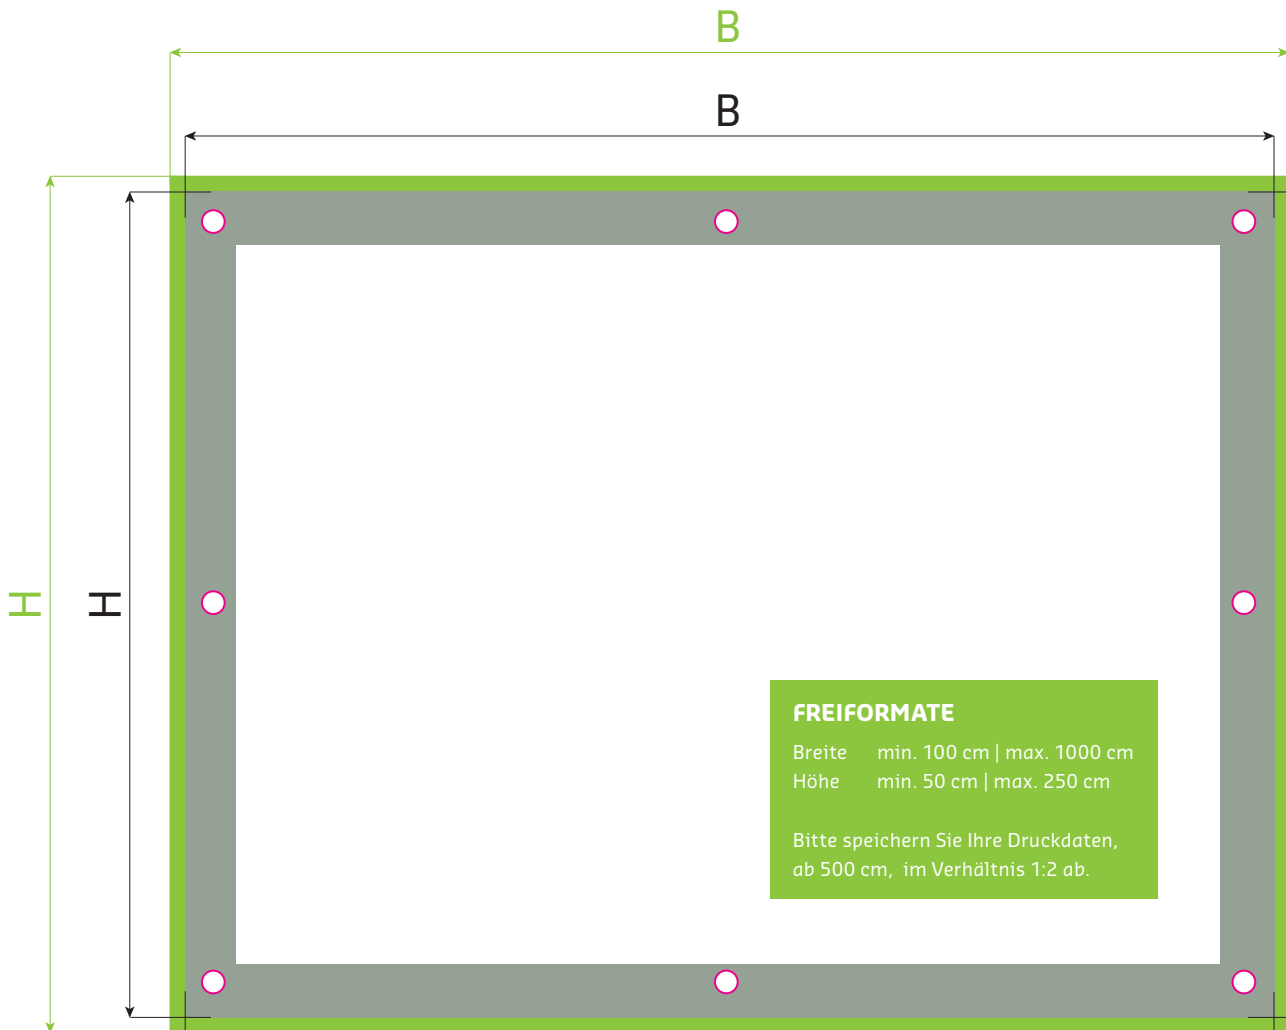 B
B
H
H
FREIFORMATE
Breite min. 100 cm | max. 1000 cm
Höhe min. 50 cm | max. 250 cm
Bitte speichern Sie Ihre Druckdaten,
ab 500 cm, im Verhältnis 1:2 ab.